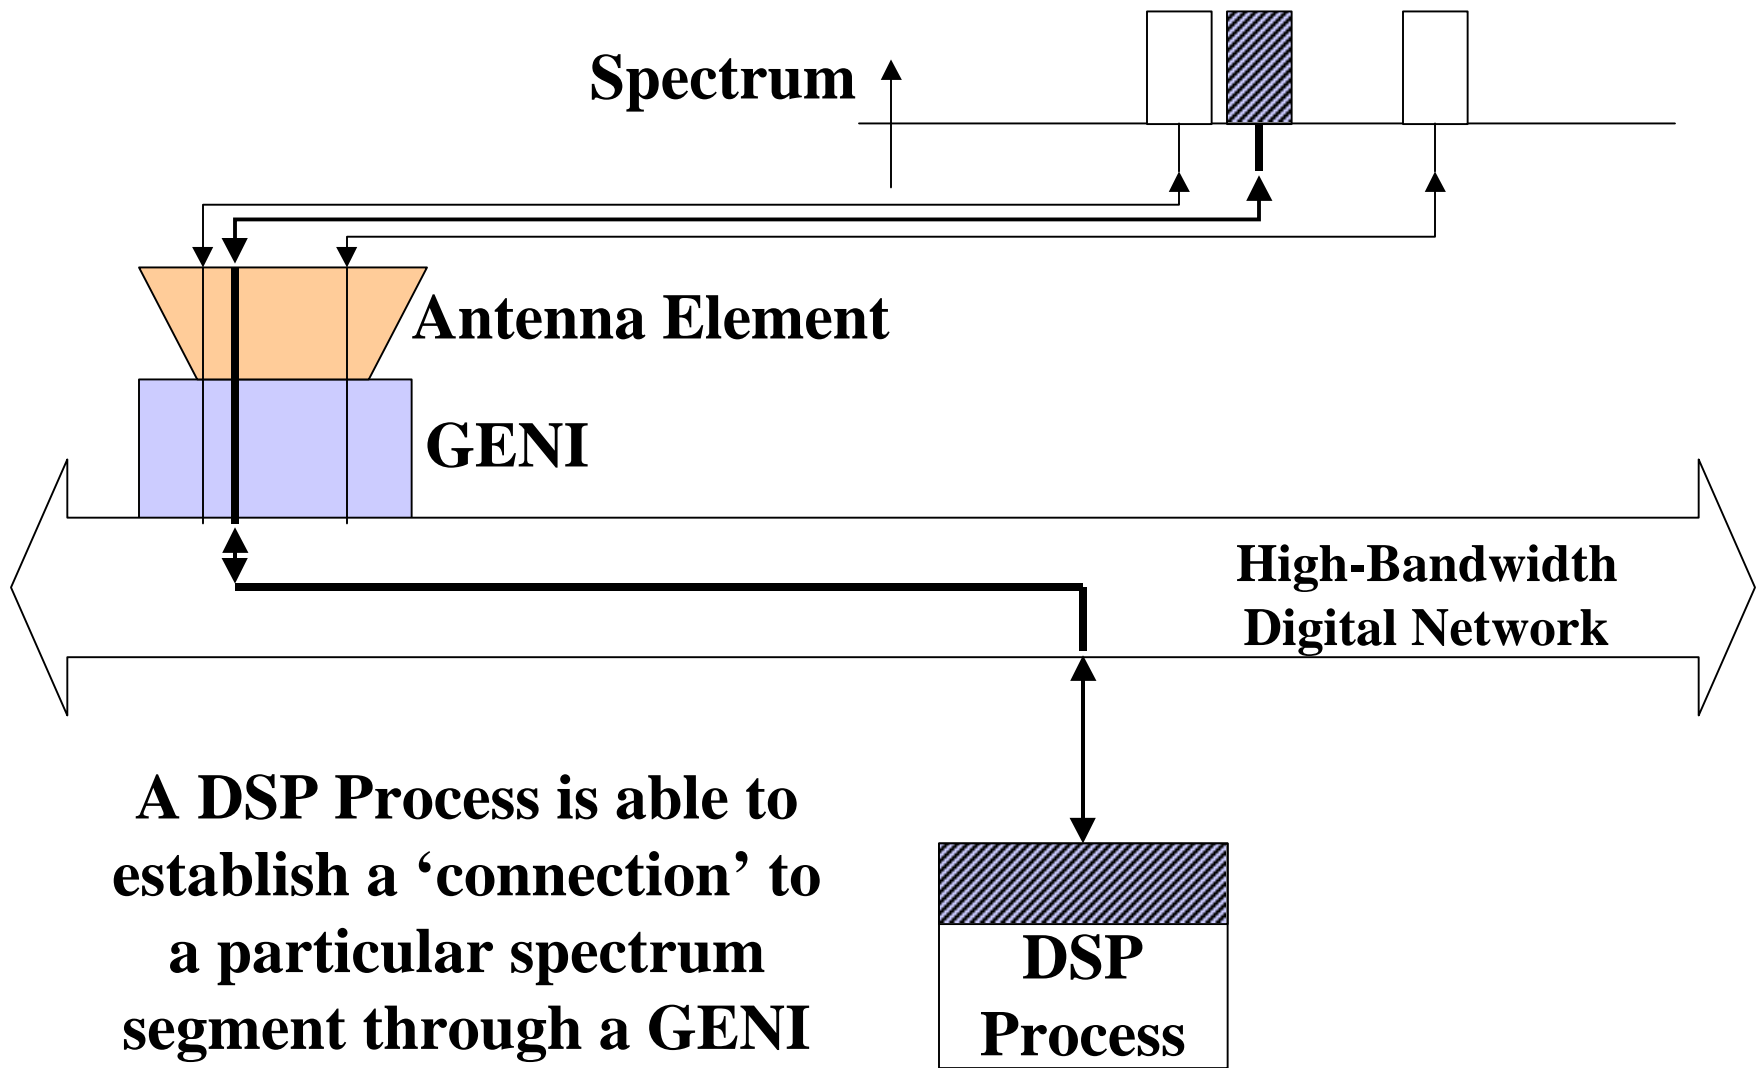 Spectrum
Antenna Element
GENI
High-Bandwidth
Digital Network
A DSP Process is able to
establish a ‘connection’ to
a particular spectrum
segment through a GENI
DSP
Process